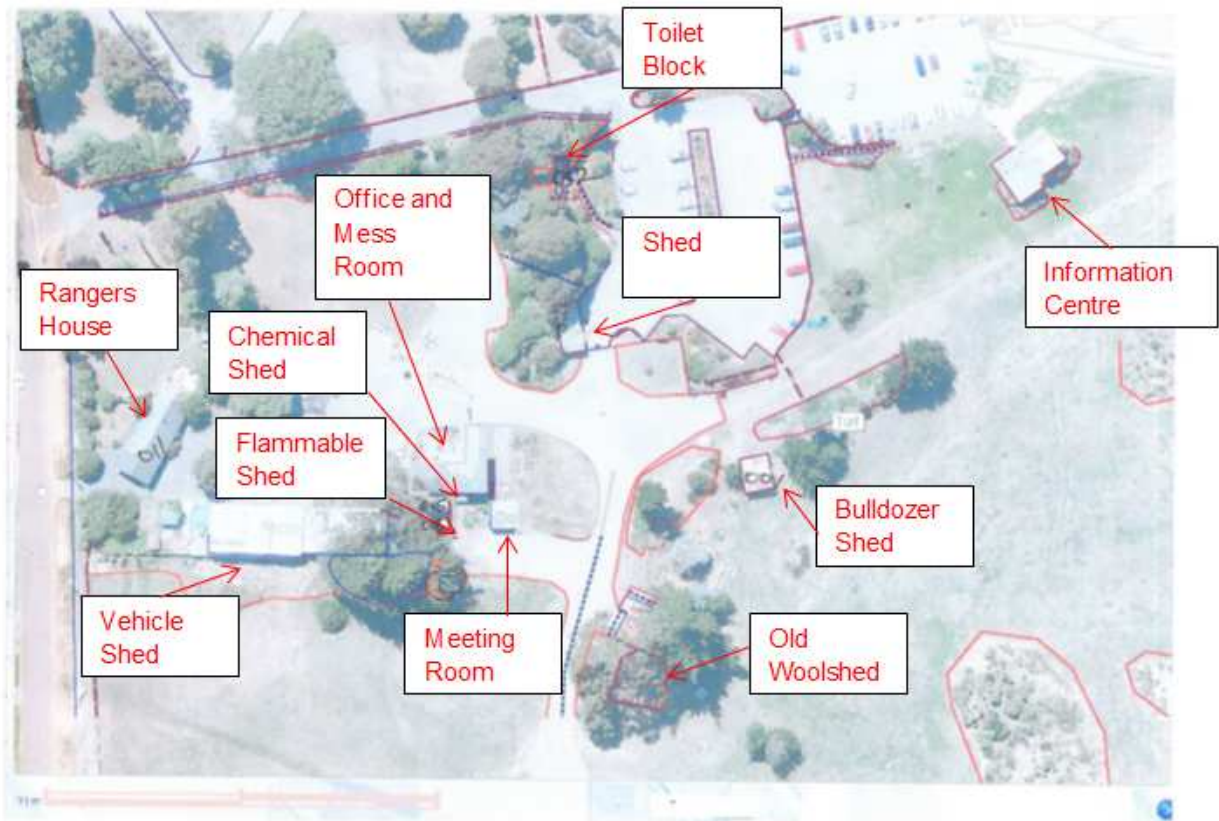 Toilet
Block
Office and
Mess
Room
Shed
Information
Centre
Rangers
House
Chemical
Shed
Flammable
Shed
Bulldozer
Shed
Vehicle
Shed
Meeting
Room
Old
Woolshed
Turf